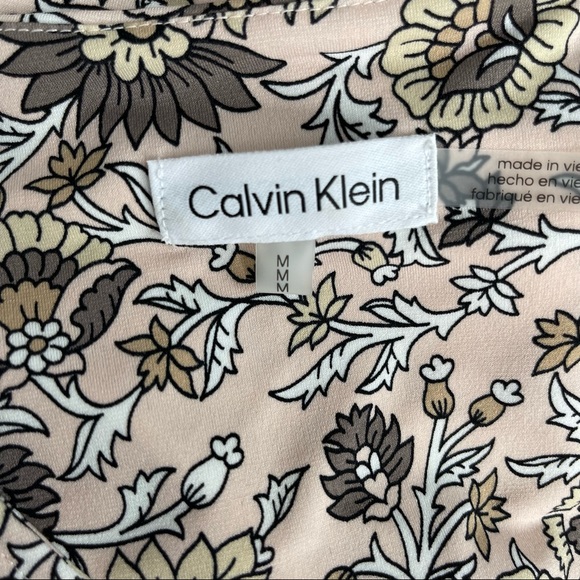 Calvin Klein
made in vie
hecho en vie
fabriqué en vie
M
M
M